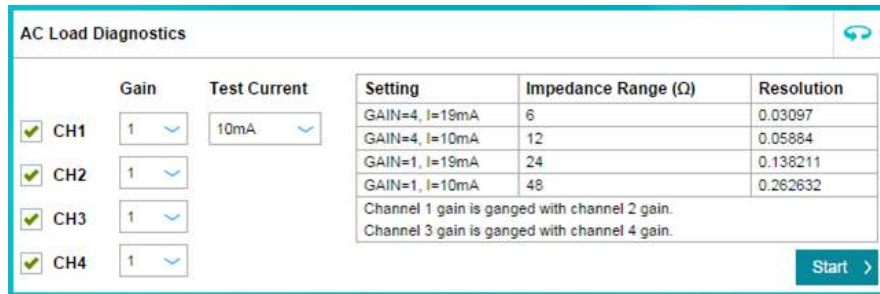 AC Load Diagnostics
Gain Test Current
CH1 1 10mA
CH2 1
CH3 1
CH4 1
Setting Impedance Range (Ω) Resolution
GAIN=4, I=19mA 6 0.03097
GAIN=4, I=10mA 12 0.05884
GAIN=1, I=19mA 24 0.138211
GAIN=1, I=10mA 48 0.262632
Channel 1 gain is ganged with channel 2 gain.
Channel 3 gain is ganged with channel 4 gain.
Start